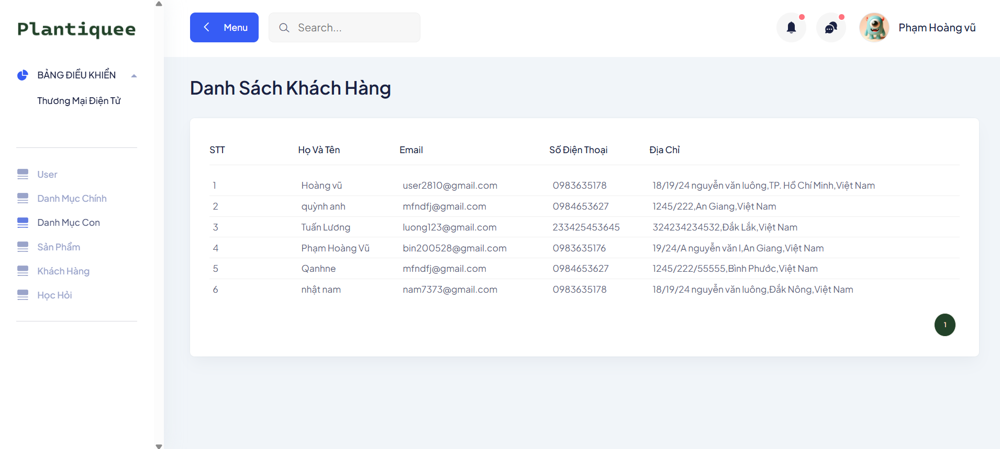 Plantiquee
BẢNG ĐIỀU KHIỂN
Thương Mại Điện Tử
User
Danh Mục Chính
Danh Mục Con
Sản Phẩm
Khách Hàng
Học Hỏi
Menu
Search...
Phạm Hoàng vũ
Danh Sách Khách Hàng
STT Họ Và Tên Email Số Điện Thoại Địa Chỉ
1 Hoàng vũ user2810@gmail.com 0983635178 18/19/24 nguyễn văn luông,TP. Hồ Chí Minh,Việt Nam
2 quỳnh anh mfndfj@gmail.com 0984653627 1245/222,An Giang,Việt Nam
3 Tuấn Lương luong123@gmail.com 233425453645 324234234532,Đắk Lắk,Việt Nam
4 Phạm Hoàng Vũ bin200528@gmail.com 0983635176 19/24/A nguyễn văn l,An Giang,Việt Nam
5 Qanhne mfndfj@gmail.com 0984653627 1245/222/55555,Bình Phước,Việt Nam
6 nhật nam nam7373@gmail.com 0983635178 18/19/24 nguyễn văn luông,Đắk Nông,Việt Nam
1